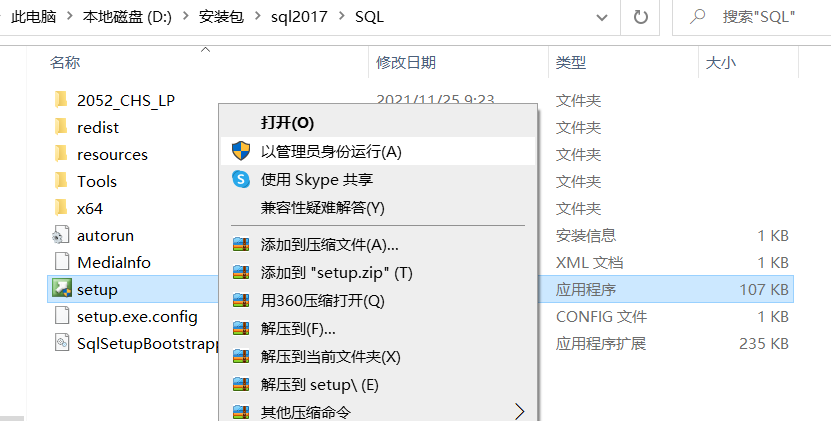 此电脑 › 本地磁盘 (D:) › 安装包 › sql2017 › SQL
搜索"SQL"
名称 修改日期 类型 大小
2052_CHS_LP 2021/11/25 9:23 文件夹
redist 文件夹
resources 文件夹
Tools 文件夹
x64 文件夹
autorun 安装信息 1 KB
MediaInfo XML 文档 1 KB
setup 应用程序 107 KB
setup.exe.config CONFIG 文件 1 KB
SqlSetupBootstrapp 应用程序扩展 235 KB
打开(O)
以管理员身份运行(A)
使用 Skype 共享
兼容性疑难解答(Y)
添加到压缩文件(A)...
添加到 "setup.zip" (T)
用360压缩打开(Q)
解压到(F)...
解压到当前文件夹(X)
解压到 setup\ (E)
其他压缩命令